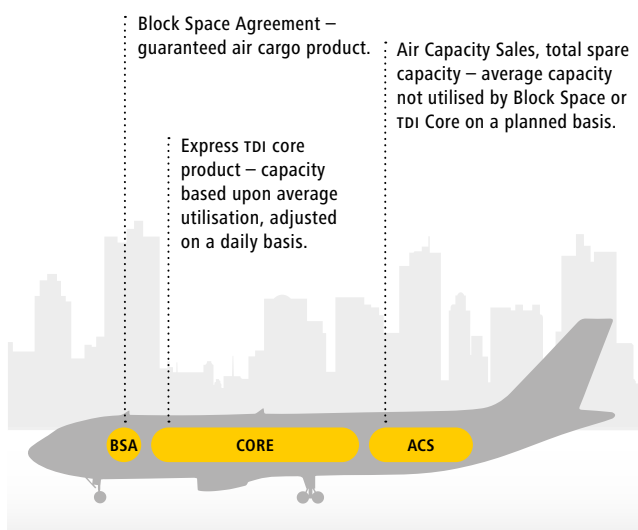 Block Space Agreement –
guaranteed air cargo product.
Air Capacity Sales, total spare
capacity – average capacity
not utilised by Block Space or
TDI Core on a planned basis.
Express TDI core
product – capacity
based upon average
utilisation, adjusted
on a daily basis.
BSA
CORE
ACS